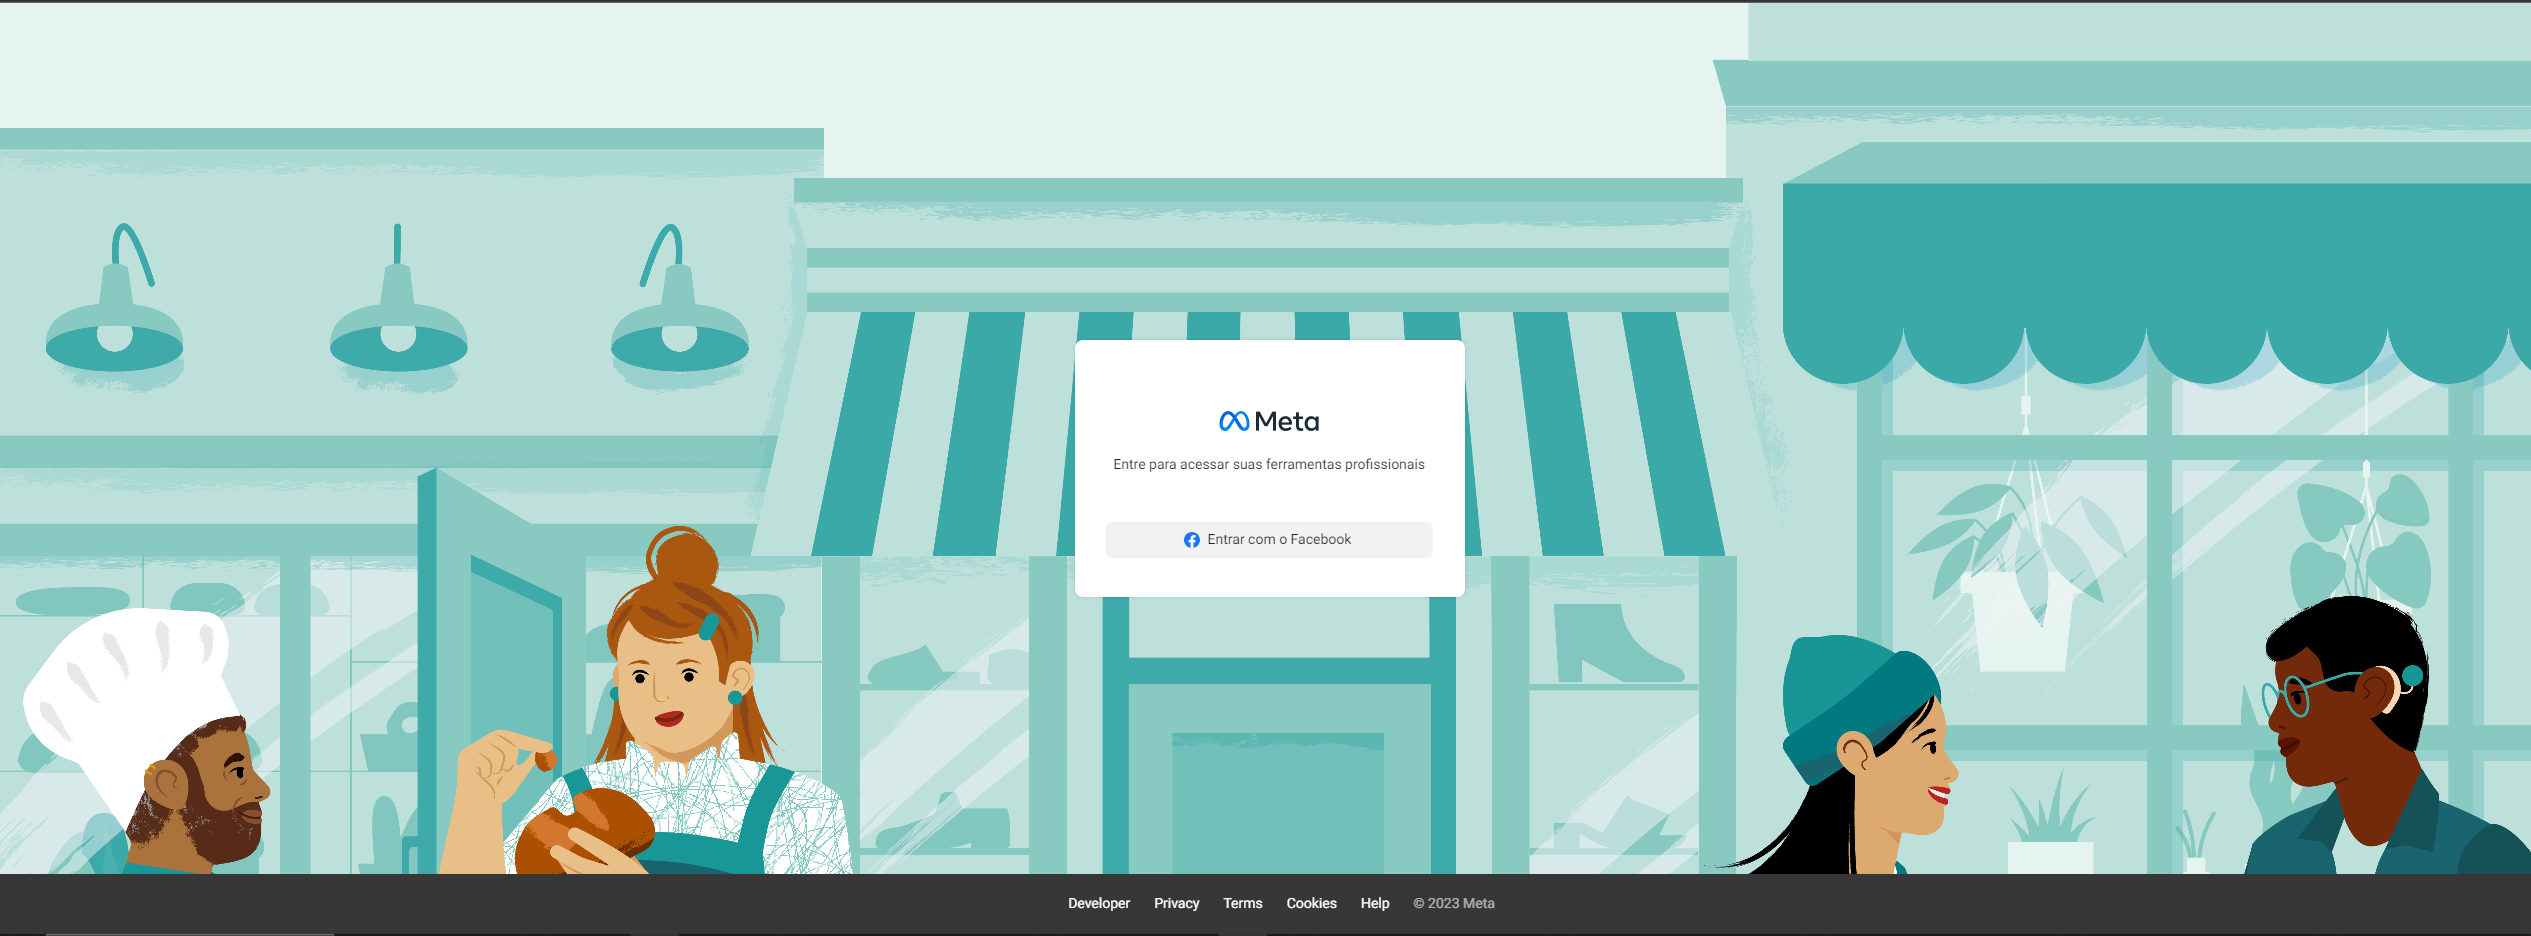 Meta
Entre para acessar suas ferramentas profissionais
Entrar com o Facebook
Developer Privacy Terms Cookies Help © 2023 Meta